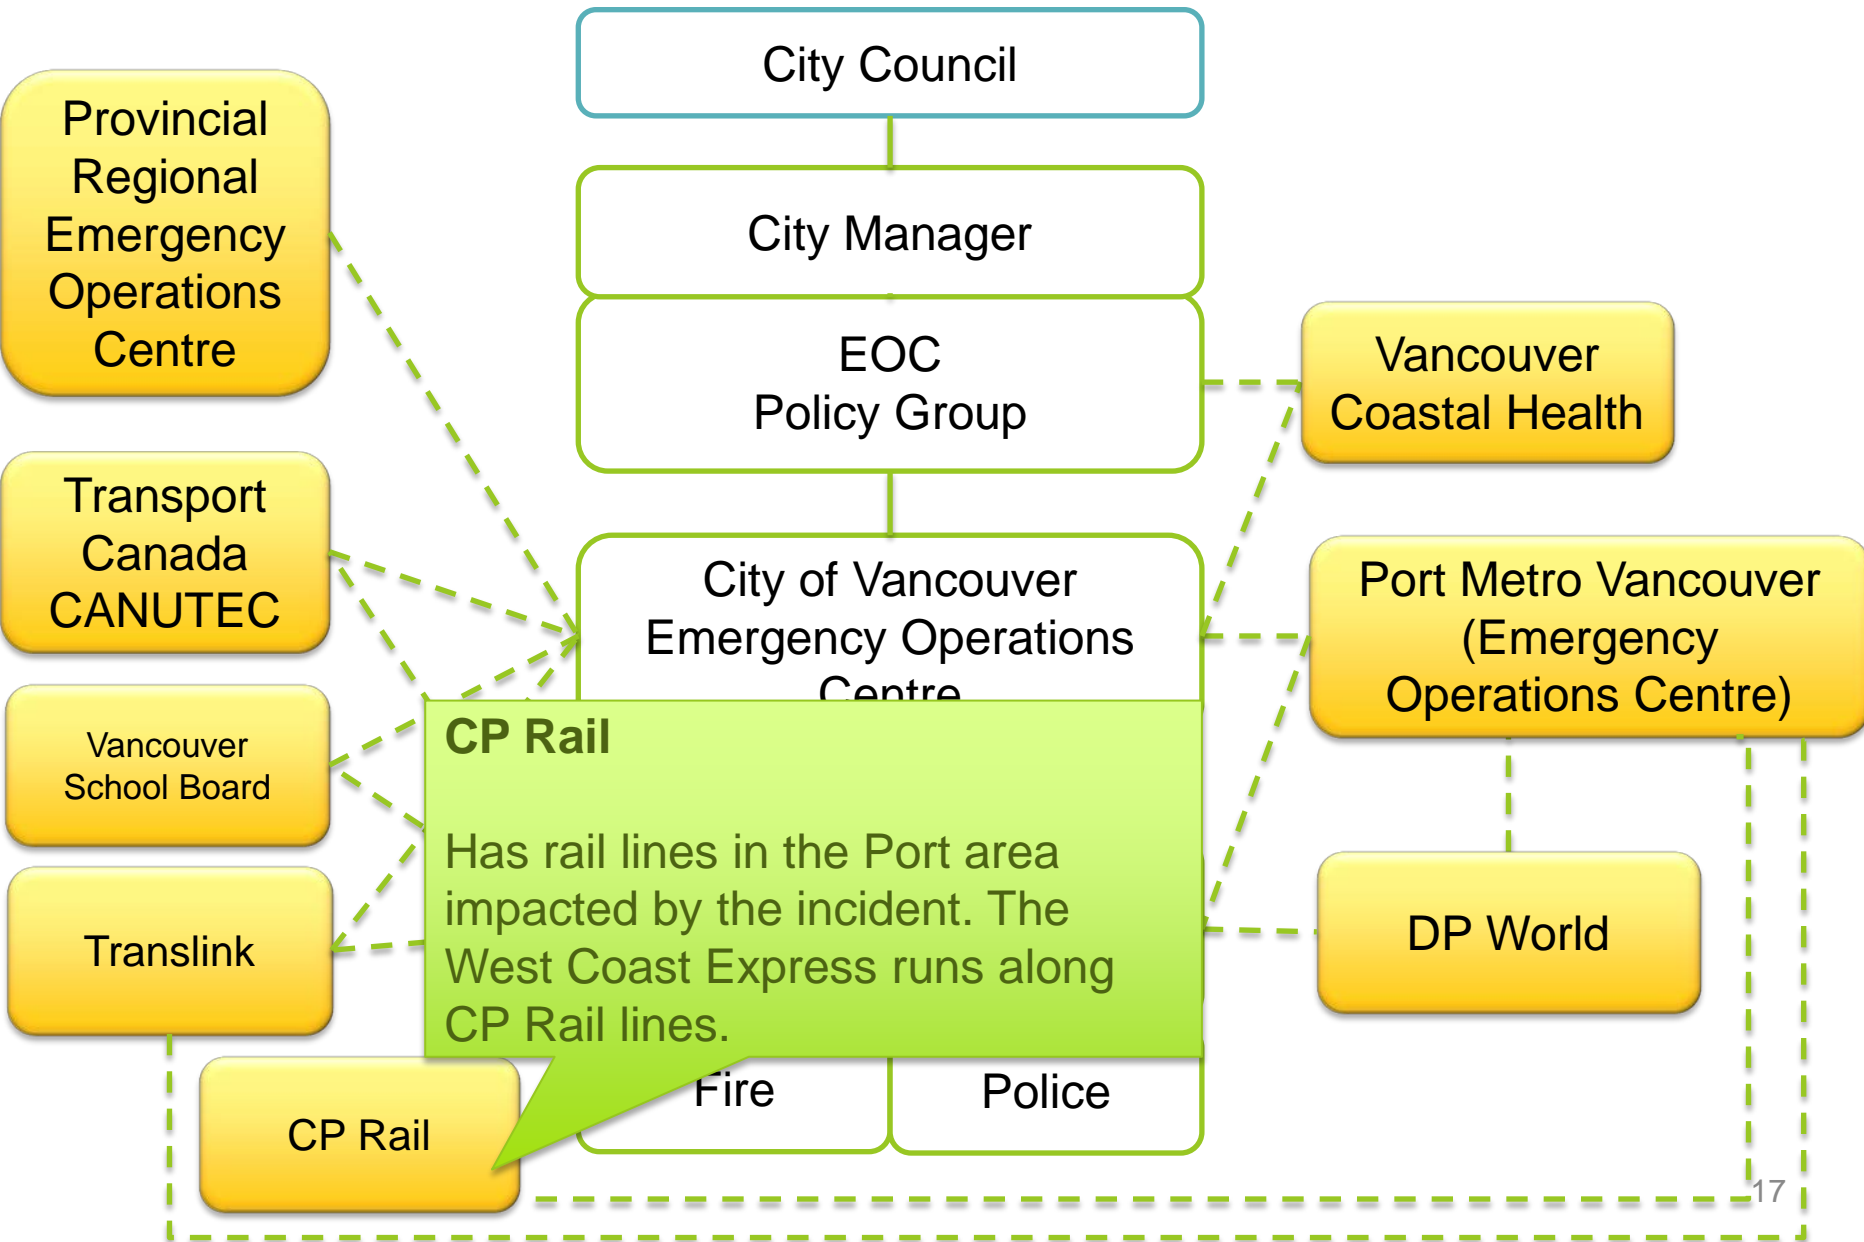 City Council
Provincial
Regional
Emergency
Operations
Centre
City Manager
EOC
Policy Group
Vancouver
Coastal Health
Transport
Canada
CANUTEC
City of Vancouver
Emergency Operations
Centre
Port Metro Vancouver
(Emergency
Operations Centre)
Vancouver
School Board
CP Rail
Has rail lines in the Port area
impacted by the incident. The
West Coast Express runs along
CP Rail lines.
Translink
DP World
Fire
Police
CP Rail
17